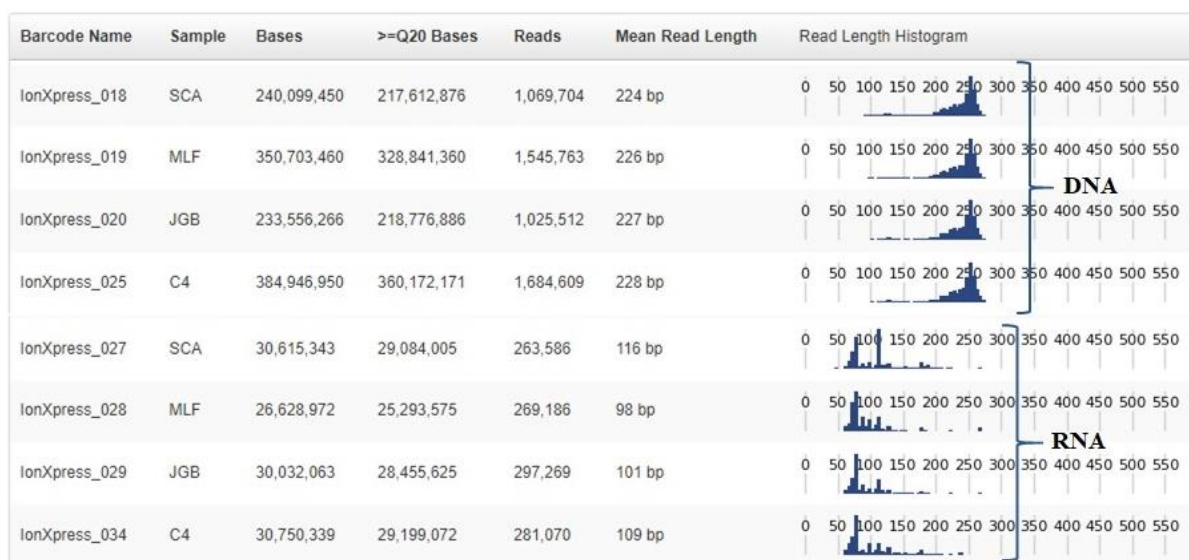 Barcode Name Sample Bases >=Q20 Bases Reads Mean Read Length Read Length Histogram
IonXpress_018 SCA 240,099,450 217,612,876 1,069,704 224 bp 0 50 100 150 200 250 300 350 400 450 500 550
IonXpress_019 MLF 350,703,460 328,841,360 1,545,763 226 bp 0 50 100 150 200 250 300 350 400 450 500 550
DNA
IonXpress_020 JGB 233,556,266 218,776,886 1,025,512 227 bp 0 50 100 150 200 250 300 350 400 450 500 550
IonXpress_025 C4 384,946,950 360,172,171 1,684,609 228 bp 0 50 100 150 200 250 300 350 400 450 500 550
IonXpress_027 SCA 30,615,343 29,084,005 263,586 116 bp 0 50 100 150 200 250 300 350 400 450 500 550
IonXpress_028 MLF 26,628,972 25,293,575 269,186 98 bp 0 50 100 150 200 250 300 350 400 450 500 550
RNA
IonXpress_029 JGB 30,032,063 28,455,625 297,269 101 bp 0 50 100 150 200 250 300 350 400 450 500 550
IonXpress_034 C4 30,750,339 29,199,072 281,070 109 bp 0 50 100 150 200 250 300 350 400 450 500 550